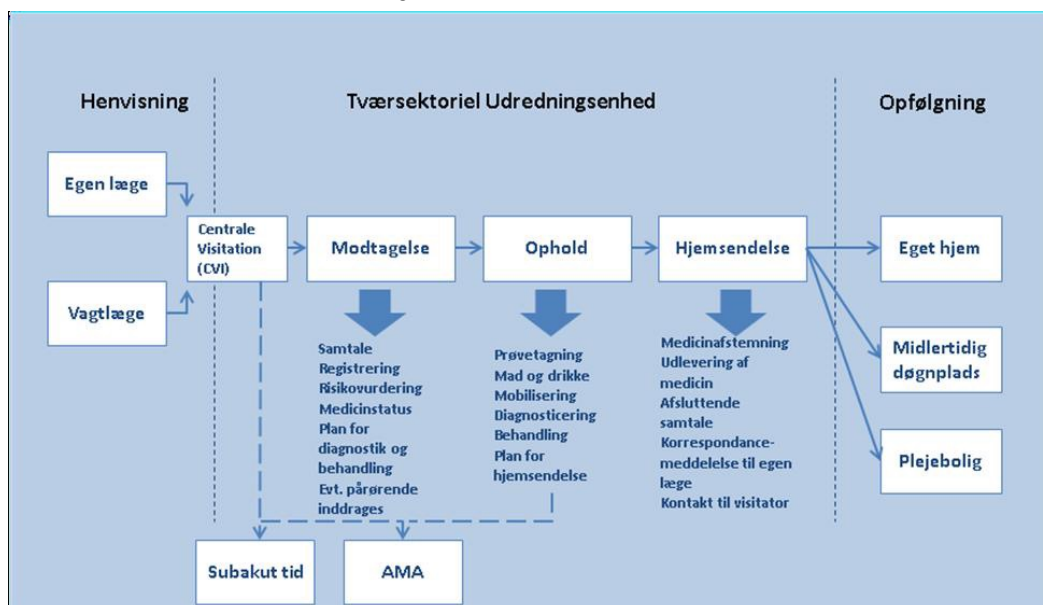 Henvisning
Tværsektoriel Udredningsenhed
Opfølgning
Egen læge
Vagtlæge
Centrale
Visitation
(CVI)
Modtagelse
Ophold
Hjemsendelse
Eget hjem
Midlertidig
døgnplads
Plejebolig
Samtale
Registrering
Risikovurdering
Medicinstatus
Plan for
diagnostik og
behandling
Evt. pårørende
inddrages
Prøvetagning
Mad og drikke
Mobilisering
Diagnosticering
Behandling
Plan for
hjemsendelse
Medicinafstemning
Udlevering af
medicin
Afsluttende
samtale
Korrespondance-
meddelelse til egen
læge
Kontakt til visitator
Subakut tid
AMA